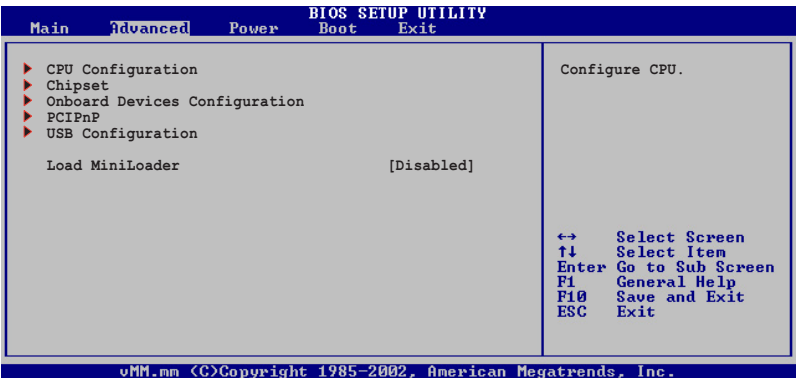 BIOS SETUP UTILITY
Main Advanced Power Boot Exit
CPU Configuration
Chipset
Onboard Devices Configuration
PCIPnP
USB Configuration
Load MiniLoader [Disabled]
Configure CPU.
←→ Select Screen
↑↓ Select Item
Enter Go to Sub Screen
F1 General Help
F10 Save and Exit
ESC Exit
vMM.mm (C)Copyright 1985-2002, American Megatrends, Inc.